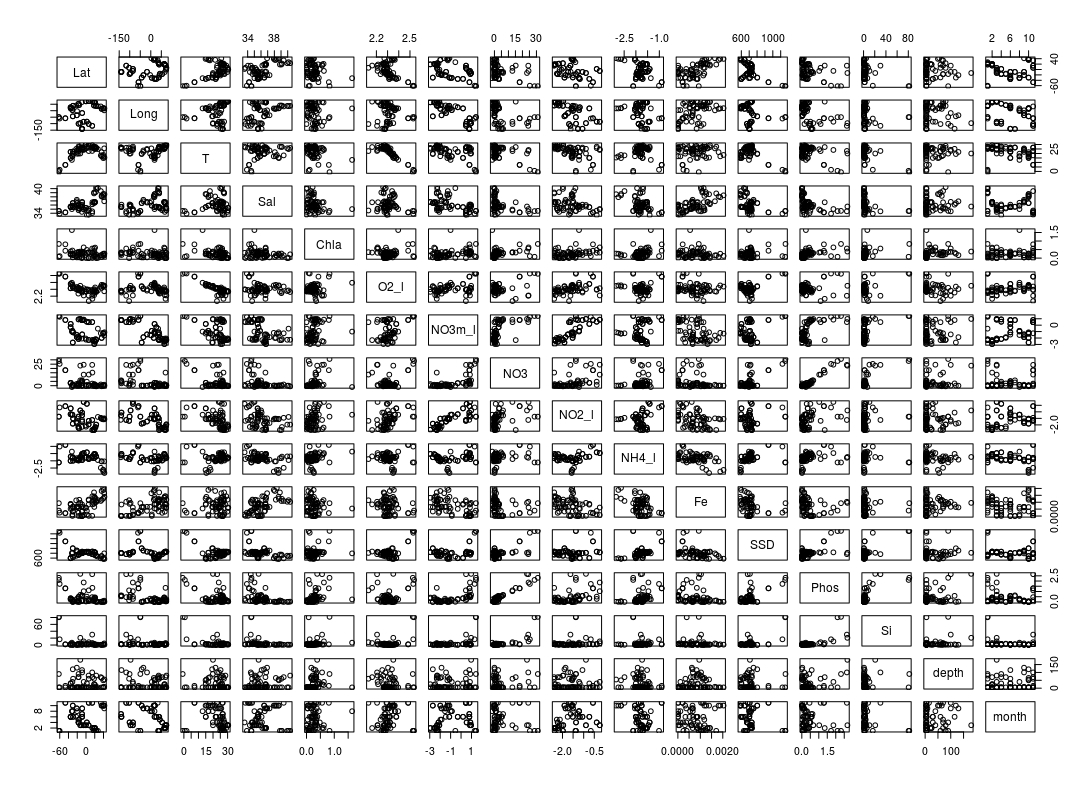 -150 0 34 38 2.2 2.5 0 15 30 -2.5 -1.0 600 1000 0 40 80 2 6 10
Lat -60 40
-150 Long
T 0 25
34 40 Sal
Chla 0.0 1.5
2.2 O2_l
NO3m_l -3 0
0 25 NO3
NO2_l -2.0
-2.5 NH4_l
Fe 0.0000
600 SSD
Phos 0.0 2.5
0 60 Si
depth 0 150
2 8 month
-60 0 0 15 30 0.0 1.0 -3 -1 1 -2.0 -0.5 0.0000 0.0020 0.0 1.5 0 100